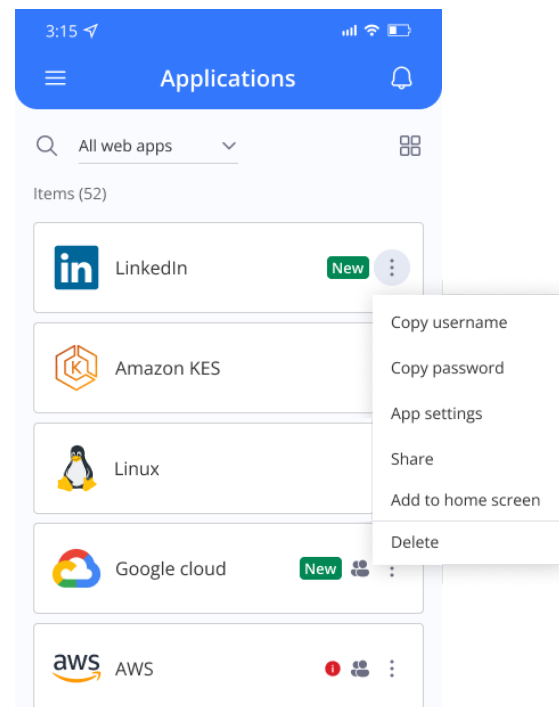 3:15
Applications
All web apps
Items (52)
in LinkedIn New
Copy username
K Amazon KES
Copy password
App settings
Linux
Share
Add to home screen
Delete
Google cloud New
aws AWS